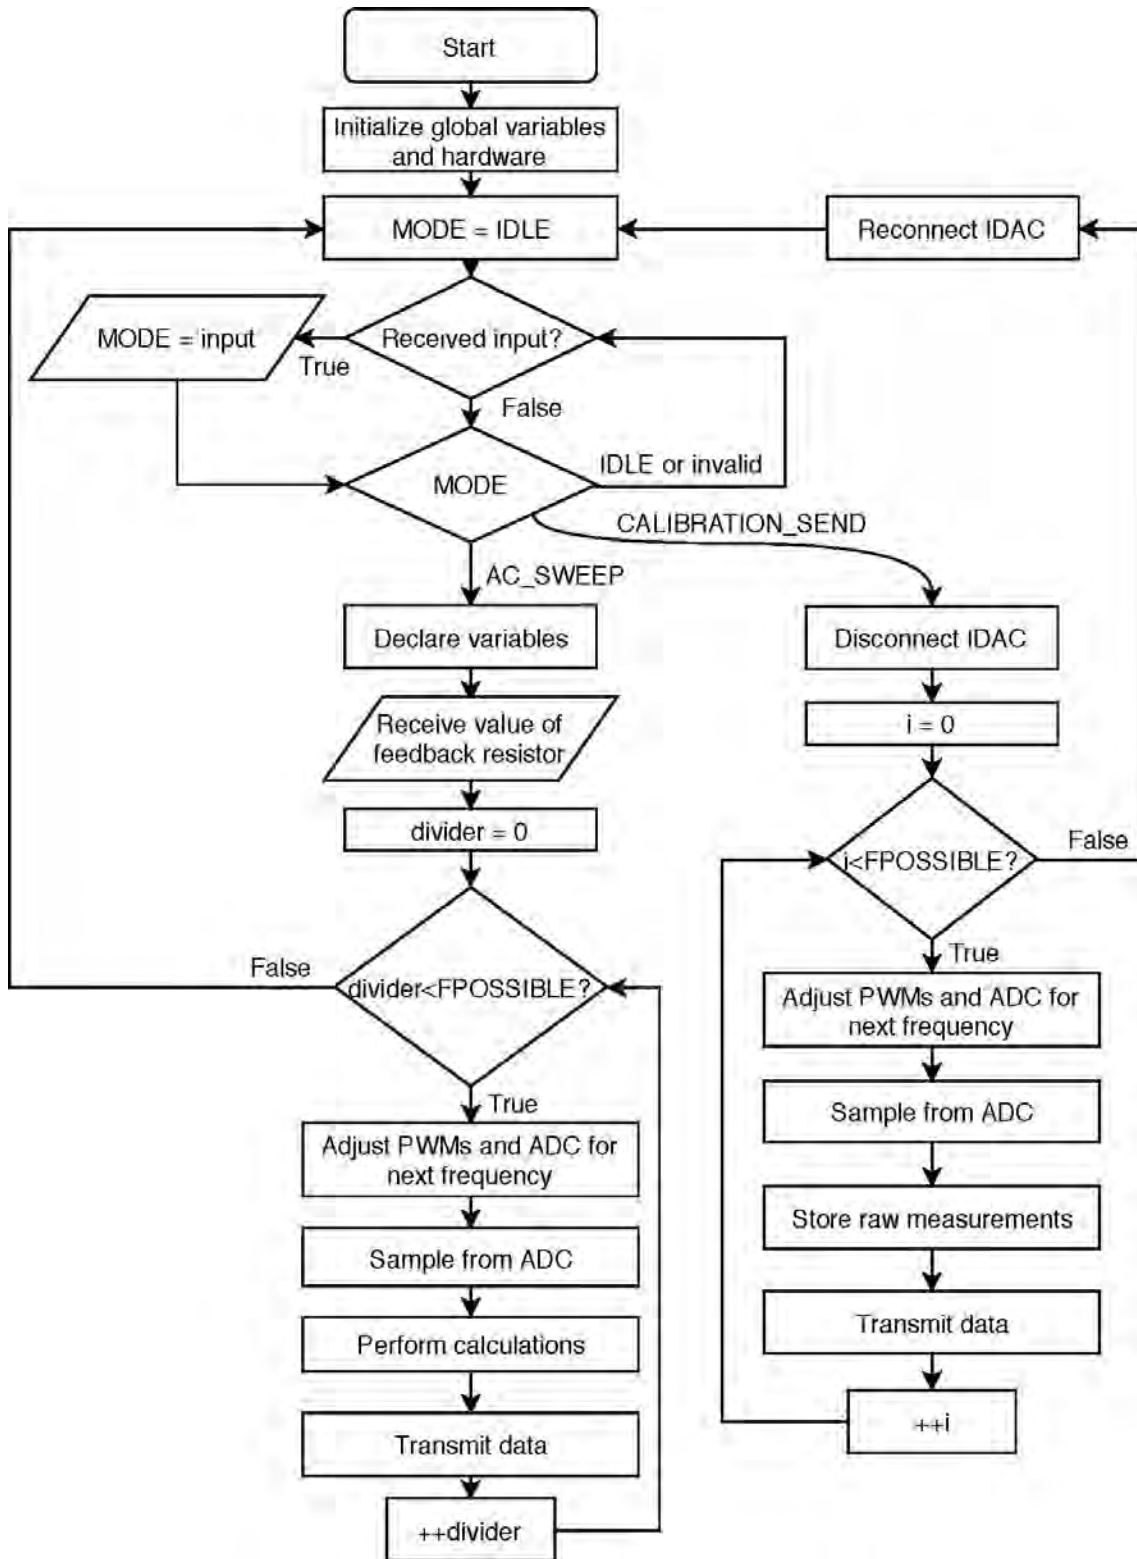 Start
Initialize global variables
and hardware
MODE = IDLE
Reconnect IDAC
MODE = input
Received input?
True
False
MODE
IDLE or invalid
CALIBRATION_SEND
AC_SWEEP
Declare variables
Disconnect IDAC
Receive value of
feedback resistor
i = 0
divider = 0
i<FPOSSIBLE?
False
True
divider<FPOSSIBLE?
False
True
Adjust PWMs and ADC for
next frequency
Sample from ADC
Store raw measurements
Transmit data
++i
Adjust PWMs and ADC for
next frequency
Sample from ADC
Perform calculations
Transmit data
++divider